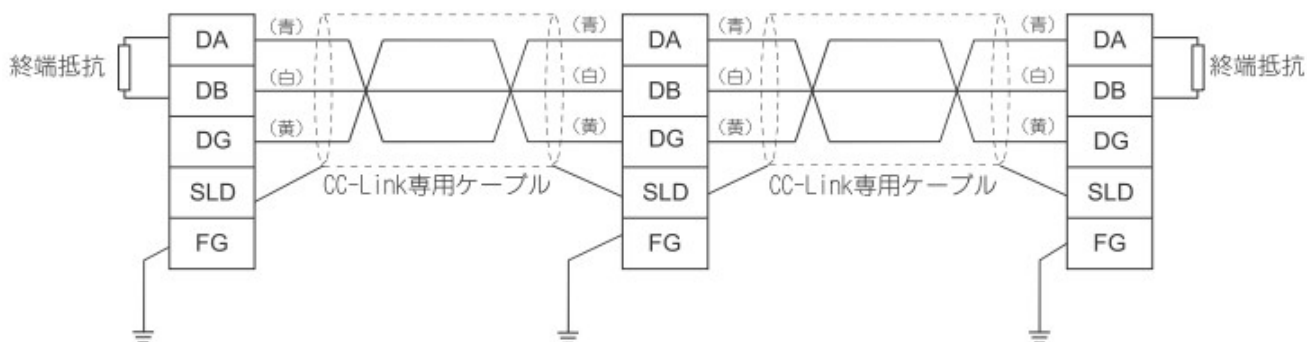 DA (青) (青) DA (青) (青) DA
終端抵抗 終端抵抗
DB (白) (白) DB (白) (白) DB
DG (黄) (黄) DG (黄) (黄) DG
SLD CC-Link専用ケーブル SLD CC-Link専用ケーブル SLD
FG FG FG